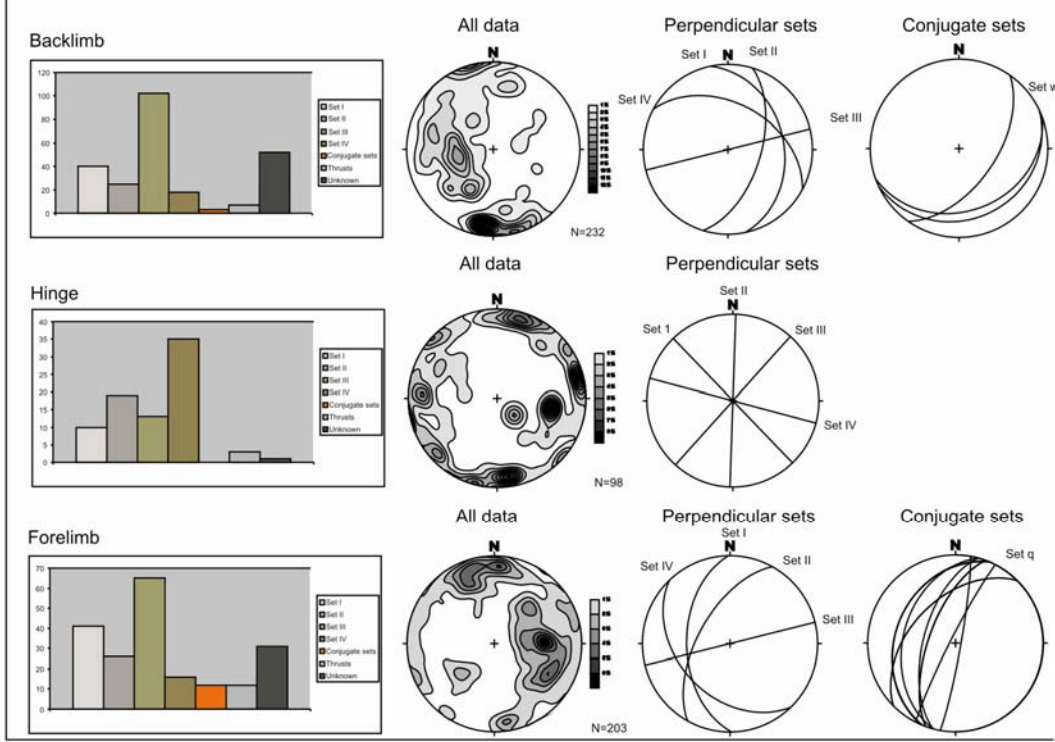 Backlimb
120
100
80
60
40
20
0
Set I
Set II
Set III
Set IV
Conjugate sets
Thrusts
Unknown
All data
N
N=232
Perpendicular sets
N
Set I
Set II
Set IV
Set III
Conjugate sets
N
Set w
Hinge
40
35
30
25
20
15
10
5
0
Set I
Set II
Set III
Set IV
Conjugate sets
Thrusts
Unknown
All data
N
N=98
Perpendicular sets
Set II
N
Set 1
Set III
Set IV
Forelimb
70
60
50
40
30
20
10
0
Set I
Set II
Set III
Set IV
Conjugate sets
Thrusts
Unknown
All data
N
N=203
Perpendicular sets
Set I
N
Set IV
Set II
Set III
Conjugate sets
N
Set q